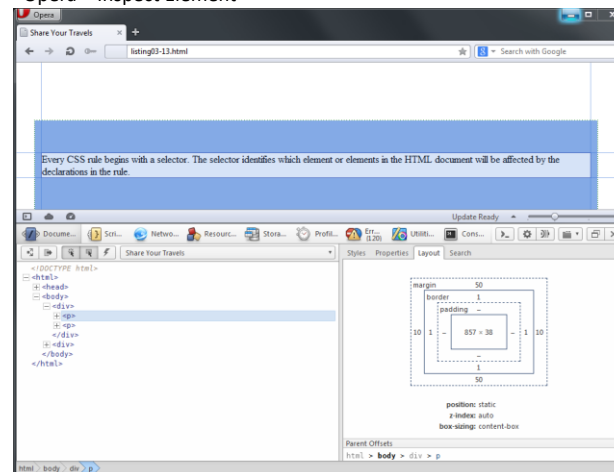 Opera – Inspect Element
Opera
Share Your Travels
listing03-13.html
Search with Google
Every CSS rule begins with a selector. The selector identifies which element or elements in the HTML document will be affected by the
declarations in the rule.
Update Ready
Docume... Scri... Netwo... Resourc... Stora... Profil... Err... (120) Utiliti... Cons...
Share Your Travels
Styles Properties Layout Search
<!DOCTYPE html>
<html>
<head>
<body>
<div>
<p>
<p>
</div>
<div>
</body>
</html>
margin 50
border 1
padding –
10 1 – 857 × 38 – 1 10
–
1
50
position: static
z-index: auto
box-sizing: content-box
Parent Offsets
html > body > div > p
html body div p